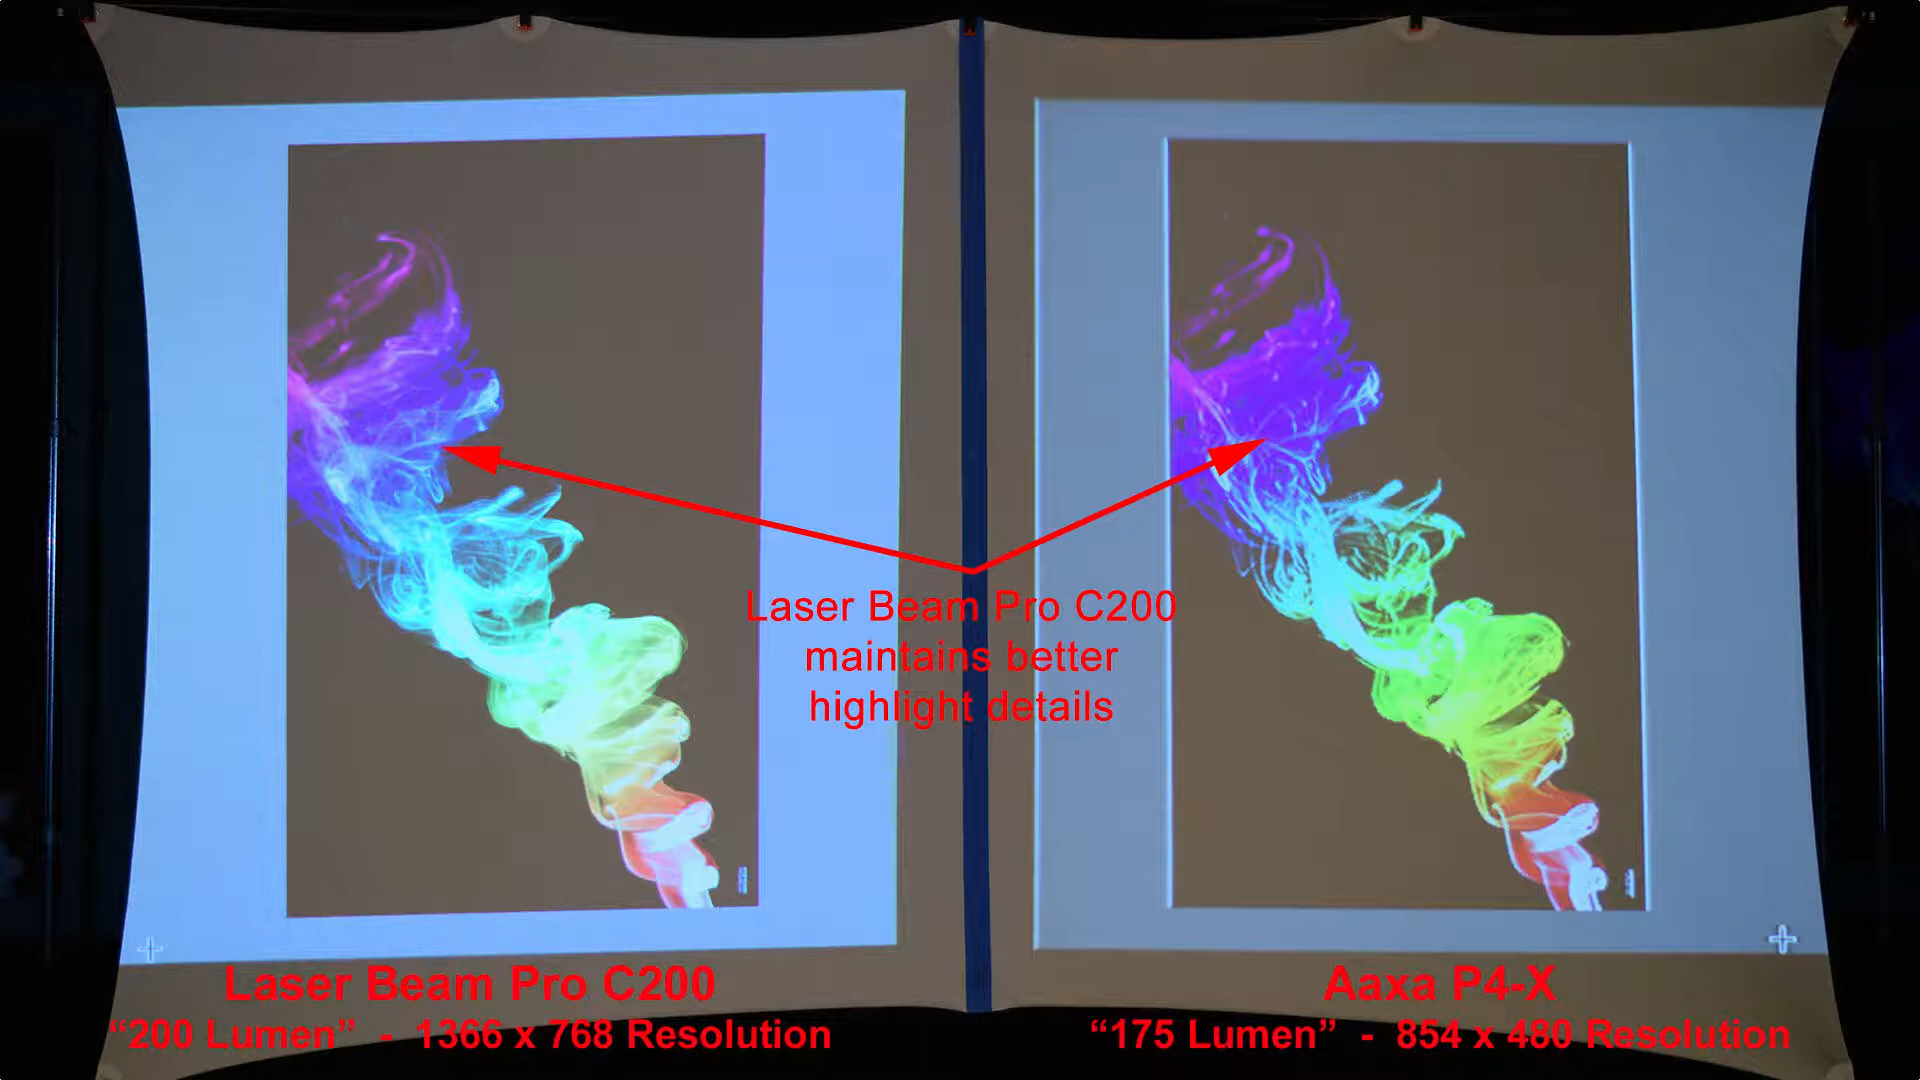 Laser Beam Pro C200
maintains better
highlight details
Laser Beam Pro C200
“200 Lumen” - 1366 x 768 Resolution
Aaxa P4-X
“175 Lumen” - 854 x 480 Resolution